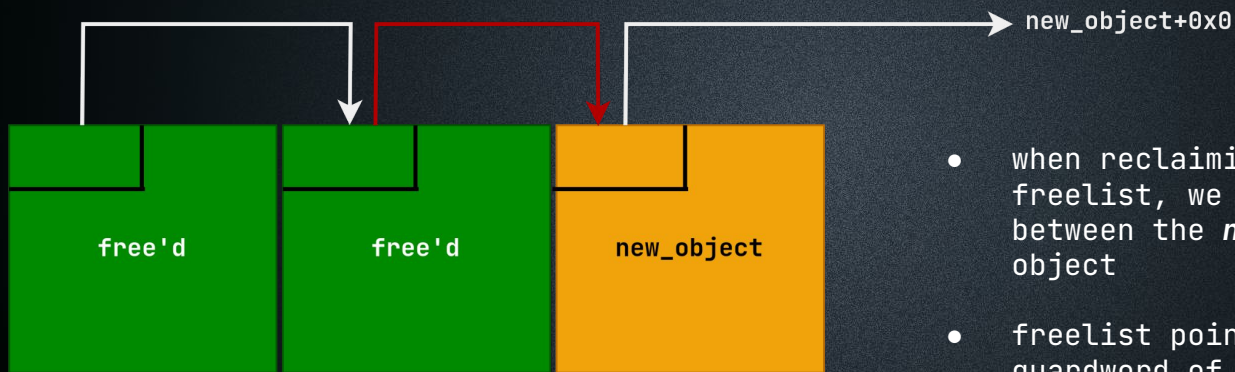 new_object+0x0
free'd
free'd
new_object
when reclaimi
freelist, we
between the n
object
freelist poin